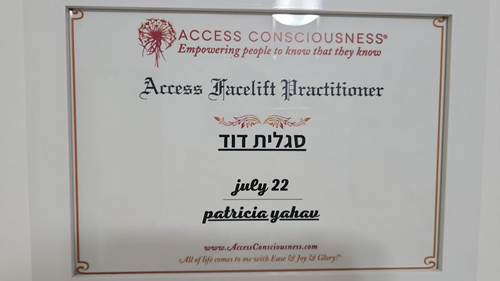 ACCESS CONSCIOUSNESS®
Empowering people to know that they know
Access Facelift Practitioner
סגלית דוד
july 22
patricia yahav
www.AccessConsciousness.com
All of life comes to me with Ease & Joy & Glory!®